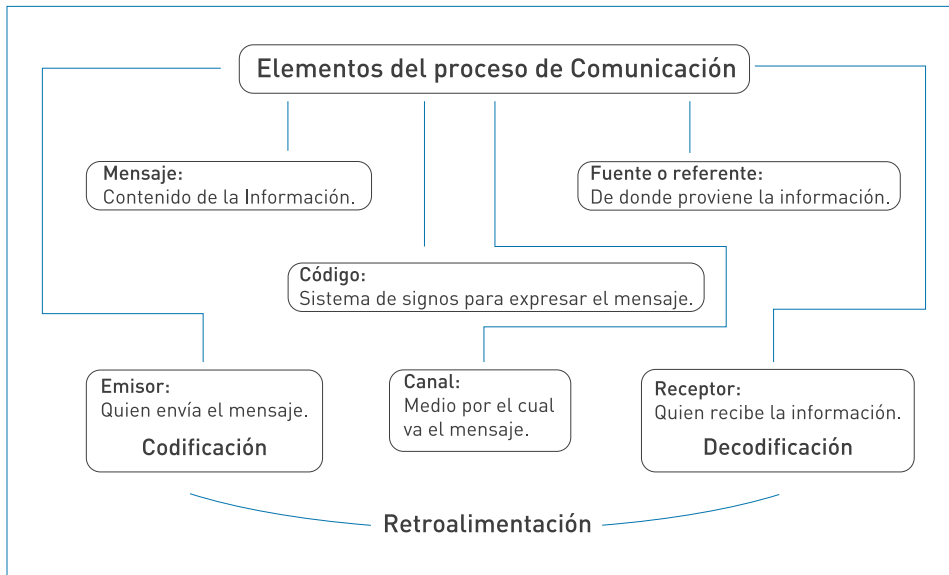 Elementos del proceso de Comunicación
Mensaje:
Contenido de la Información.
Fuente o referente:
De donde proviene la información.
Código:
Sistema de signos para expresar el mensaje.
Emisor:
Quien envía el mensaje.
Codificación
Canal:
Medio por el cual
va el mensaje.
Receptor:
Quien recibe la información.
Decodificación
Retroalimentación